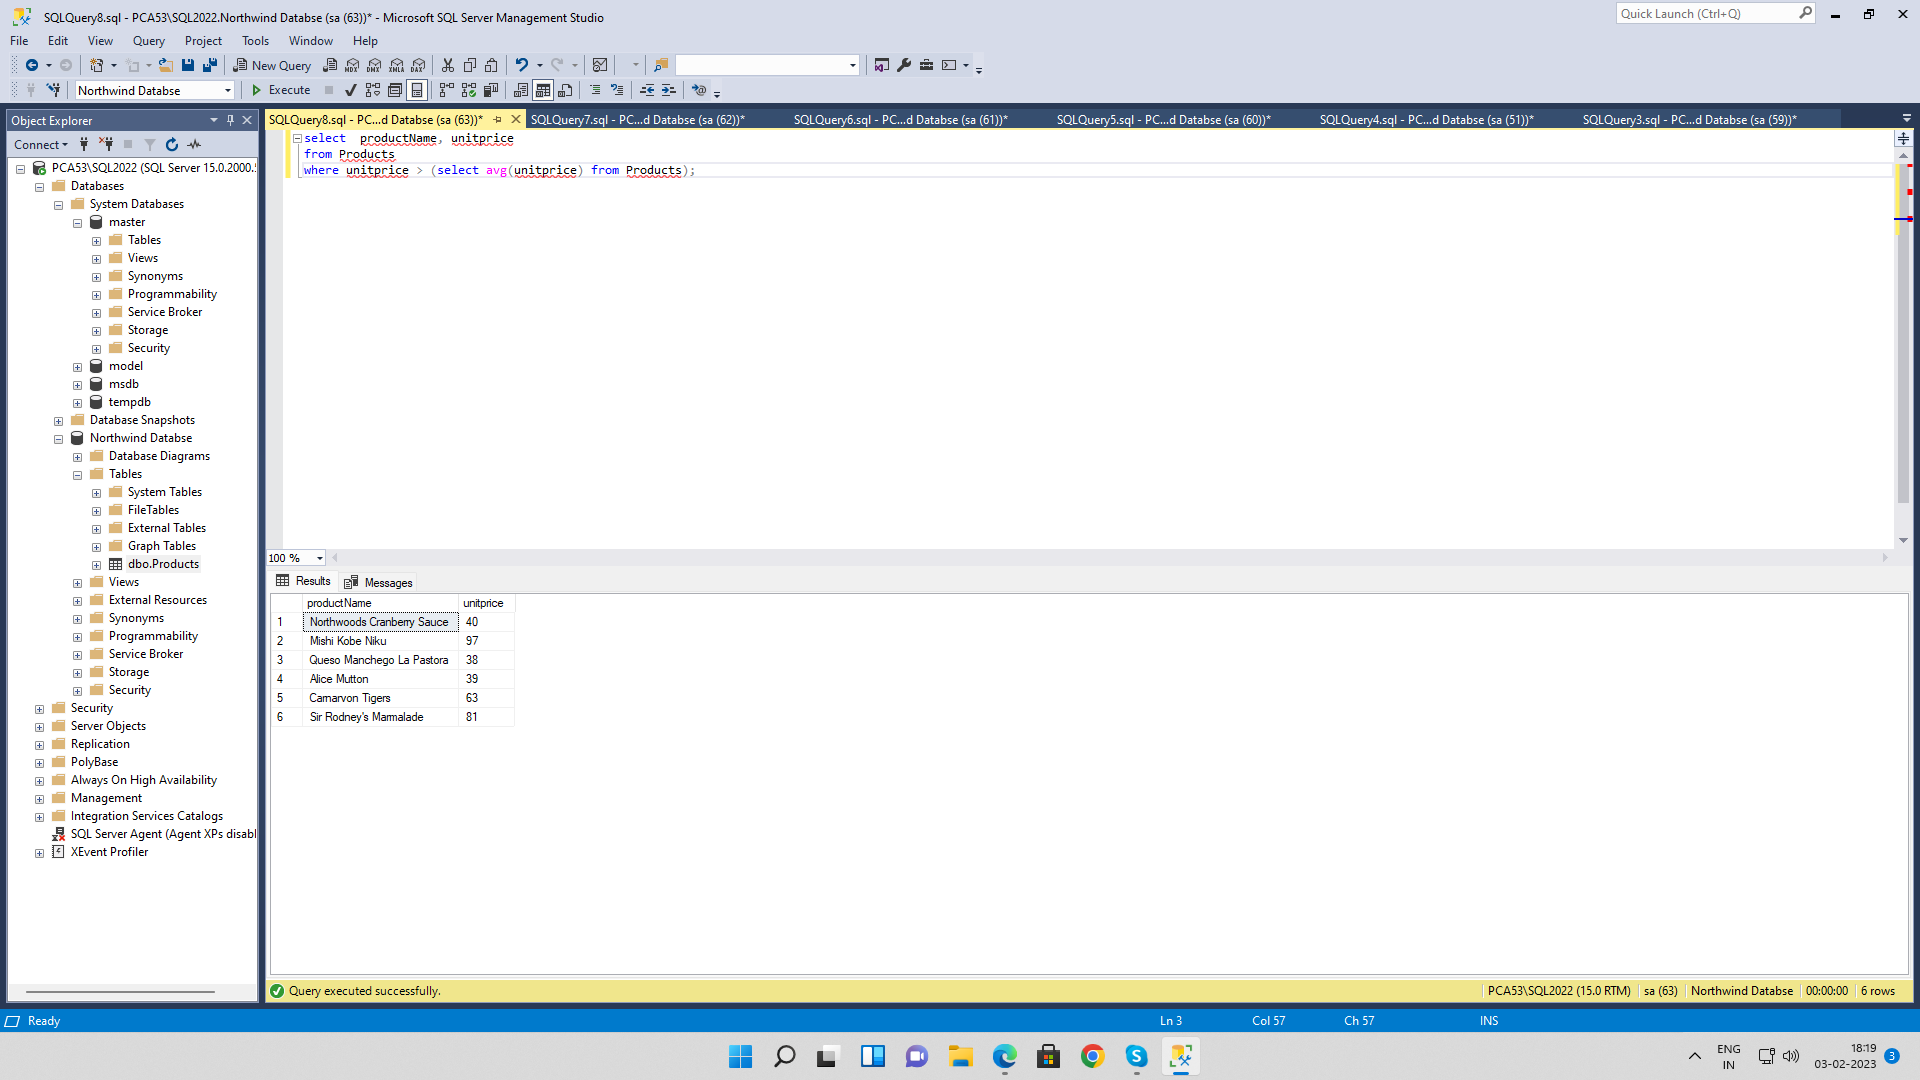 SQLQuery8.sql - PCA53\SQL2022.Northwind Databse (sa (63))* - Microsoft SQL Server Management Studio
Quick Launch (Ctrl+Q)
File Edit View Query Project Tools Window Help
New Query
MDX DMX XMLA DAX
Northwind Databse
Execute
Object Explorer
SQLQuery8.sql - PC...d Databse (sa (63))*
SQLQuery7.sql - PC...d Databse (sa (62))*
SQLQuery6.sql - PC...d Databse (sa (61))*
SQLQuery5.sql - PC...d Databse (sa (60))*
SQLQuery4.sql - PC...d Databse (sa (51))*
SQLQuery3.sql - PC...d Databse (sa (59))*
Connect
PCA53\SQL2022 (SQL Server 15.0.2000.5
Databases
System Databases
master
Tables
Views
Synonyms
Programmability
Service Broker
Storage
Security
model
msdb
tempdb
Database Snapshots
Northwind Databse
Database Diagrams
Tables
System Tables
FileTables
External Tables
Graph Tables
dbo.Products
Views
External Resources
Synonyms
Programmability
Service Broker
Storage
Security
Security
Server Objects
Replication
PolyBase
Always On High Availability
Management
Integration Services Catalogs
SQL Server Agent (Agent XPs disabl
XEvent Profiler
select  productName, unitprice
from Products
where unitprice > (select avg(unitprice) from Products);
100 %
Results Messages
productName unitprice
1 Northwoods Cranberry Sauce 40
2 Mishi Kobe Niku 97
3 Queso Manchego La Pastora 38
4 Alice Mutton 39
5 Carnarvon Tigers 63
6 Sir Rodney's Marmalade 81
Query executed successfully.
PCA53\SQL2022 (15.0 RTM) sa (63) Northwind Databse 00:00:00 6 rows
Ready
Ln 3 Col 57 Ch 57 INS
ENG
IN
18:19
03-02-2023
3